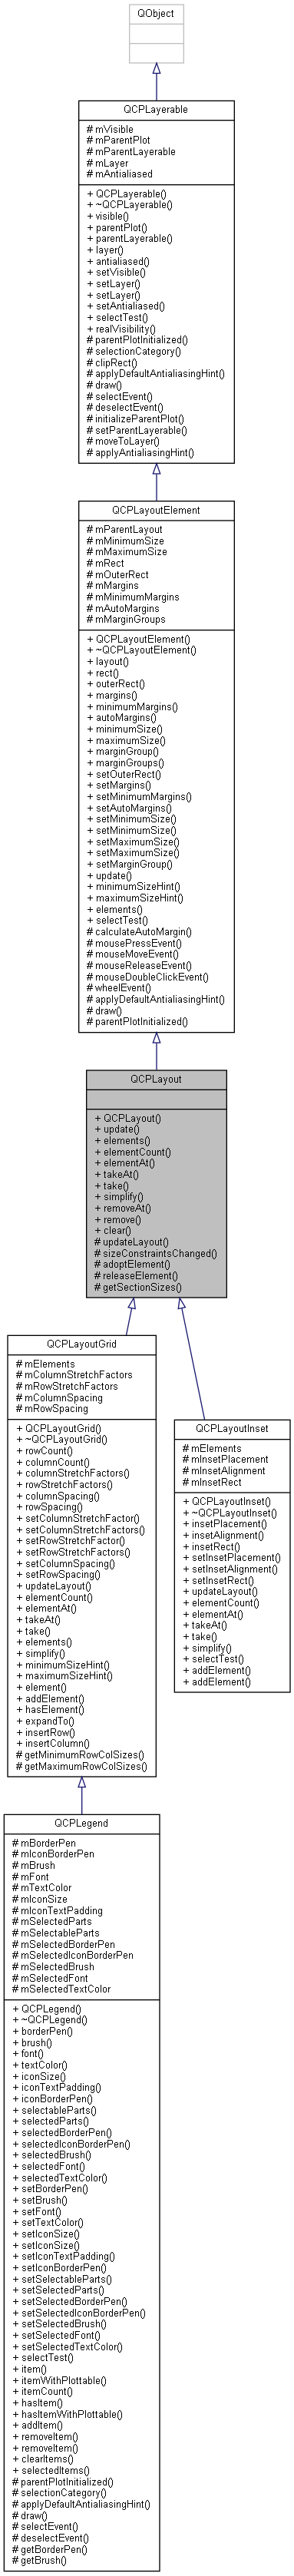 QObject
QCPLayerable
# mVisible
# mParentPlot
# mParentLayerable
# mLayer
# mAntialiased
+ QCPLayerable()
+ ~QCPLayerable()
+ visible()
+ parentPlot()
+ parentLayerable()
+ layer()
+ antialiased()
+ setVisible()
+ setLayer()
+ setLayer()
+ setAntialiased()
+ selectTest()
+ realVisibility()
# parentPlotInitialized()
# selectionCategory()
# clipRect()
# applyDefaultAntialiasingHint()
# draw()
# selectEvent()
# deselectEvent()
# initializeParentPlot()
# setParentLayerable()
# moveToLayer()
# applyAntialiasingHint()
QCPLayoutElement
# mParentLayout
# mMinimumSize
# mMaximumSize
# mRect
# mOuterRect
# mMargins
# mMinimumMargins
# mAutoMargins
# mMarginGroups
+ QCPLayoutElement()
+ ~QCPLayoutElement()
+ layout()
+ rect()
+ outerRect()
+ margins()
+ minimumMargins()
+ autoMargins()
+ minimumSize()
+ maximumSize()
+ marginGroup()
+ marginGroups()
+ setOuterRect()
+ setMargins()
+ setMinimumMargins()
+ setAutoMargins()
+ setMinimumSize()
+ setMinimumSize()
+ setMaximumSize()
+ setMaximumSize()
+ setMarginGroup()
+ update()
+ minimumSizeHint()
+ maximumSizeHint()
+ elements()
+ selectTest()
# calculateAutoMargin()
# mousePressEvent()
# mouseMoveEvent()
# mouseReleaseEvent()
# mouseDoubleClickEvent()
# wheelEvent()
# applyDefaultAntialiasingHint()
# draw()
# parentPlotInitialized()
QCPLayout
+ QCPLayout()
+ update()
+ elements()
+ elementCount()
+ elementAt()
+ takeAt()
+ take()
+ simplify()
+ removeAt()
+ remove()
+ clear()
# updateLayout()
# sizeConstraintsChanged()
# adoptElement()
# releaseElement()
# getSectionSizes()
QCPLayoutGrid
# mElements
# mColumnStretchFactors
# mRowStretchFactors
# mColumnSpacing
# mRowSpacing
+ QCPLayoutGrid()
+ ~QCPLayoutGrid()
+ rowCount()
+ columnCount()
+ columnStretchFactors()
+ rowStretchFactors()
+ columnSpacing()
+ rowSpacing()
+ setColumnStretchFactor()
+ setColumnStretchFactors()
+ setRowStretchFactor()
+ setRowStretchFactors()
+ setColumnSpacing()
+ setRowSpacing()
+ updateLayout()
+ elementCount()
+ elementAt()
+ takeAt()
+ take()
+ elements()
+ simplify()
+ minimumSizeHint()
+ maximumSizeHint()
+ element()
+ addElement()
+ hasElement()
+ expandTo()
+ insertRow()
+ insertColumn()
# getMinimumRowColSizes()
# getMaximumRowColSizes()
QCPLayoutInset
# mElements
# mInsetPlacement
# mInsetAlignment
# mInsetRect
+ QCPLayoutInset()
+ ~QCPLayoutInset()
+ insetPlacement()
+ insetAlignment()
+ insetRect()
+ setInsetPlacement()
+ setInsetAlignment()
+ setInsetRect()
+ updateLayout()
+ elementCount()
+ elementAt()
+ takeAt()
+ take()
+ simplify()
+ selectTest()
+ addElement()
+ addElement()
QCPLegend
# mBorderPen
# mIconBorderPen
# mBrush
# mFont
# mTextColor
# mIconSize
# mIconTextPadding
# mSelectedParts
# mSelectableParts
# mSelectedBorderPen
# mSelectedIconBorderPen
# mSelectedBrush
# mSelectedFont
# mSelectedTextColor
+ QCPLegend()
+ ~QCPLegend()
+ borderPen()
+ brush()
+ font()
+ textColor()
+ iconSize()
+ iconTextPadding()
+ iconBorderPen()
+ selectableParts()
+ selectedParts()
+ selectedBorderPen()
+ selectedIconBorderPen()
+ selectedBrush()
+ selectedFont()
+ selectedTextColor()
+ setBorderPen()
+ setBrush()
+ setFont()
+ setTextColor()
+ setIconSize()
+ setIconSize()
+ setIconTextPadding()
+ setIconBorderPen()
+ setSelectableParts()
+ setSelectedParts()
+ setSelectedBorderPen()
+ setSelectedIconBorderPen()
+ setSelectedBrush()
+ setSelectedFont()
+ setSelectedTextColor()
+ selectTest()
+ item()
+ itemWithPlottable()
+ itemCount()
+ hasItem()
+ hasItemWithPlottable()
+ addItem()
+ removeItem()
+ removeItem()
+ clearItems()
+ selectedItems()
# parentPlotInitialized()
# selectionCategory()
# applyDefaultAntialiasingHint()
# draw()
# selectEvent()
# deselectEvent()
# getBorderPen()
# getBrush()